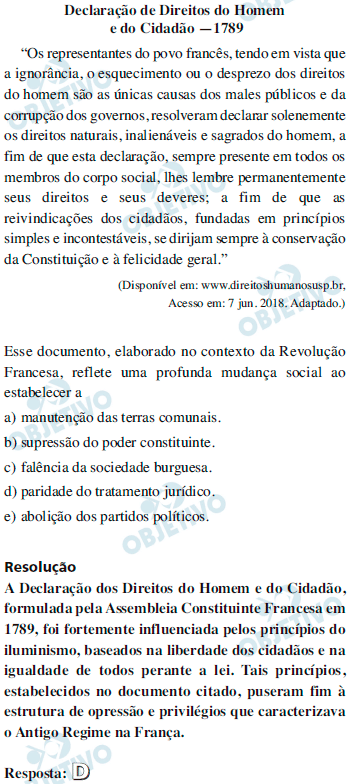 Declaração de Direitos do Homem
e do Cidadão — 1789
“Os representantes do povo francês, tendo em vista que
a ignorância, o esquecimento ou o desprezo dos direitos
do homem são as únicas causas dos males públicos e da
corrupção dos governos, resolveram declarar solenemente
os direitos naturais, inalienáveis e sagrados do homem, a
fim de que esta declaração, sempre presente em todos os
membros do corpo social, lhes lembre permanentemente
seus direitos e seus deveres; a fim de que as
reivindicações dos cidadãos, fundadas em princípios
simples e incontestáveis, se dirijam sempre à conservação
da Constituição e à felicidade geral.”
(Disponível em: www.direitoshumanosusp.br,
Acesso em: 7 jun. 2018. Adaptado.)
Esse documento, elaborado no contexto da Revolução
Francesa, reflete uma profunda mudança social ao
estabelecer a
a) manutenção das terras comunais.
b) supressão do poder constituinte.
c) falência da sociedade burguesa.
d) paridade do tratamento jurídico.
e) abolição dos partidos políticos.
Resolução
A Declaração dos Direitos do Homem e do Cidadão,
formulada pela Assembleia Constituinte Francesa em
1789, foi fortemente influenciada pelos princípios do
iluminismo, baseados na liberdade dos cidadãos e na
igualdade de todos perante a lei. Tais princípios,
estabelecidos no documento citado, puseram fim à
estrutura de opressão e privilégios que caracterizava
o Antigo Regime na França.
Resposta: D
OBJETIVO
OBJETIVO
OBJETIVO
OBJETIVO
OBJETIVO
OBJETIVO
OBJETIVO